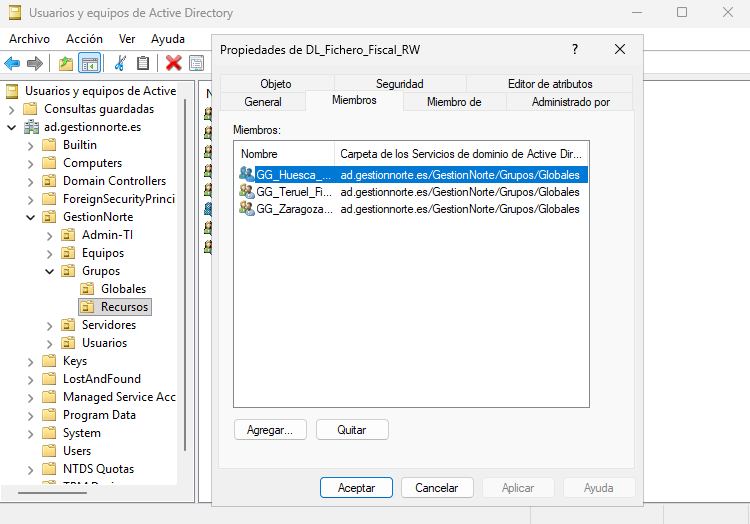 Usuarios y equipos de Active Directory
Archivo Acción Ver Ayuda
Usuarios y equipos de Active
Consultas guardadas
ad.gestionnorte.es
Builtin
Computers
Domain Controllers
ForeignSecurityPrinci
GestionNorte
Admin-TI
Equipos
Grupos
Globales
Recursos
Servidores
Usuarios
Keys
LostAndFound
Managed Service Acc
Program Data
System
Users
NTDS Quotas
N
Propiedades de DL_Fichero_Fiscal_RW
?
Objeto Seguridad Editor de atributos
General Miembros Miembro de Administrado por
Miembros:
Nombre Carpeta de los Servicios de dominio de Active Dir...
GG_Huesca_... ad.gestionnorte.es/GestionNorte/Grupos/Globales
GG_Teruel_Fi... ad.gestionnorte.es/GestionNorte/Grupos/Globales
GG_Zaragoza... ad.gestionnorte.es/GestionNorte/Grupos/Globales
Agregar... Quitar
Aceptar Cancelar Aplicar Ayuda